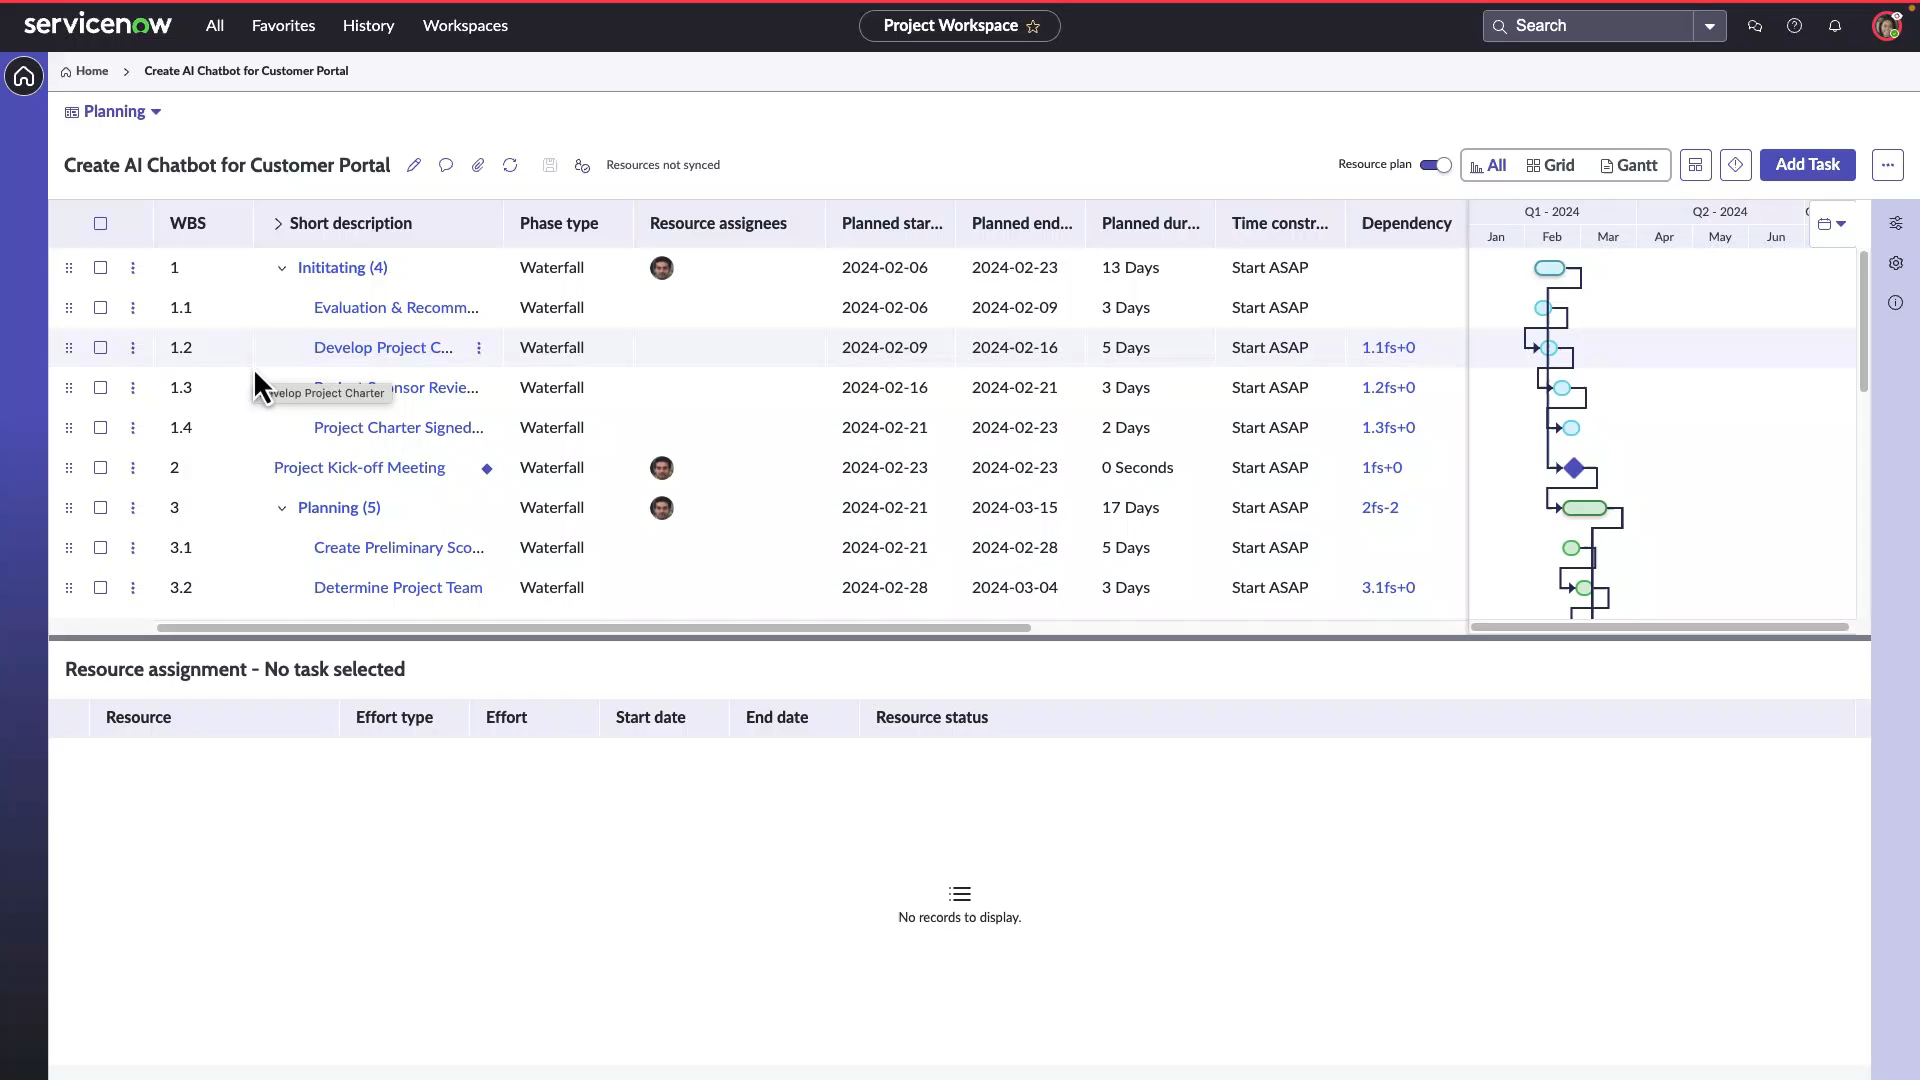 servicenow All Favorites History Workspaces Project Workspace Search
Home > Create AI Chatbot for Customer Portal
Planning
Create AI Chatbot for Customer Portal Resources not synced Resource plan All Grid Gantt Add Task
WBS Short description Phase type Resource assignees Planned star... Planned end... Planned dur... Time constr... Dependency
Q1 - 2024 Q2 - 2024
Jan Feb Mar Apr May Jun
1 Inititating (4) Waterfall 2024-02-06 2024-02-23 13 Days Start ASAP
1.1 Evaluation & Recomm... Waterfall 2024-02-06 2024-02-09 3 Days Start ASAP
1.2 Develop Project C... Waterfall 2024-02-09 2024-02-16 5 Days Start ASAP 1.1fs+0
1.3 Revie... Waterfall 2024-02-16 2024-02-21 3 Days Start ASAP 1.2fs+0
velop Project Charter
1.4 Project Charter Signed... Waterfall 2024-02-21 2024-02-23 2 Days Start ASAP 1.3fs+0
2 Project Kick-off Meeting Waterfall 2024-02-23 2024-02-23 0 Seconds Start ASAP 1fs+0
3 Planning (5) Waterfall 2024-02-21 2024-03-15 17 Days Start ASAP 2fs-2
3.1 Create Preliminary Sco... Waterfall 2024-02-21 2024-02-28 5 Days Start ASAP
3.2 Determine Project Team Waterfall 2024-02-28 2024-03-04 3 Days Start ASAP 3.1fs+0
Resource assignment - No task selected
Resource Effort type Effort Start date End date Resource status
No records to display.